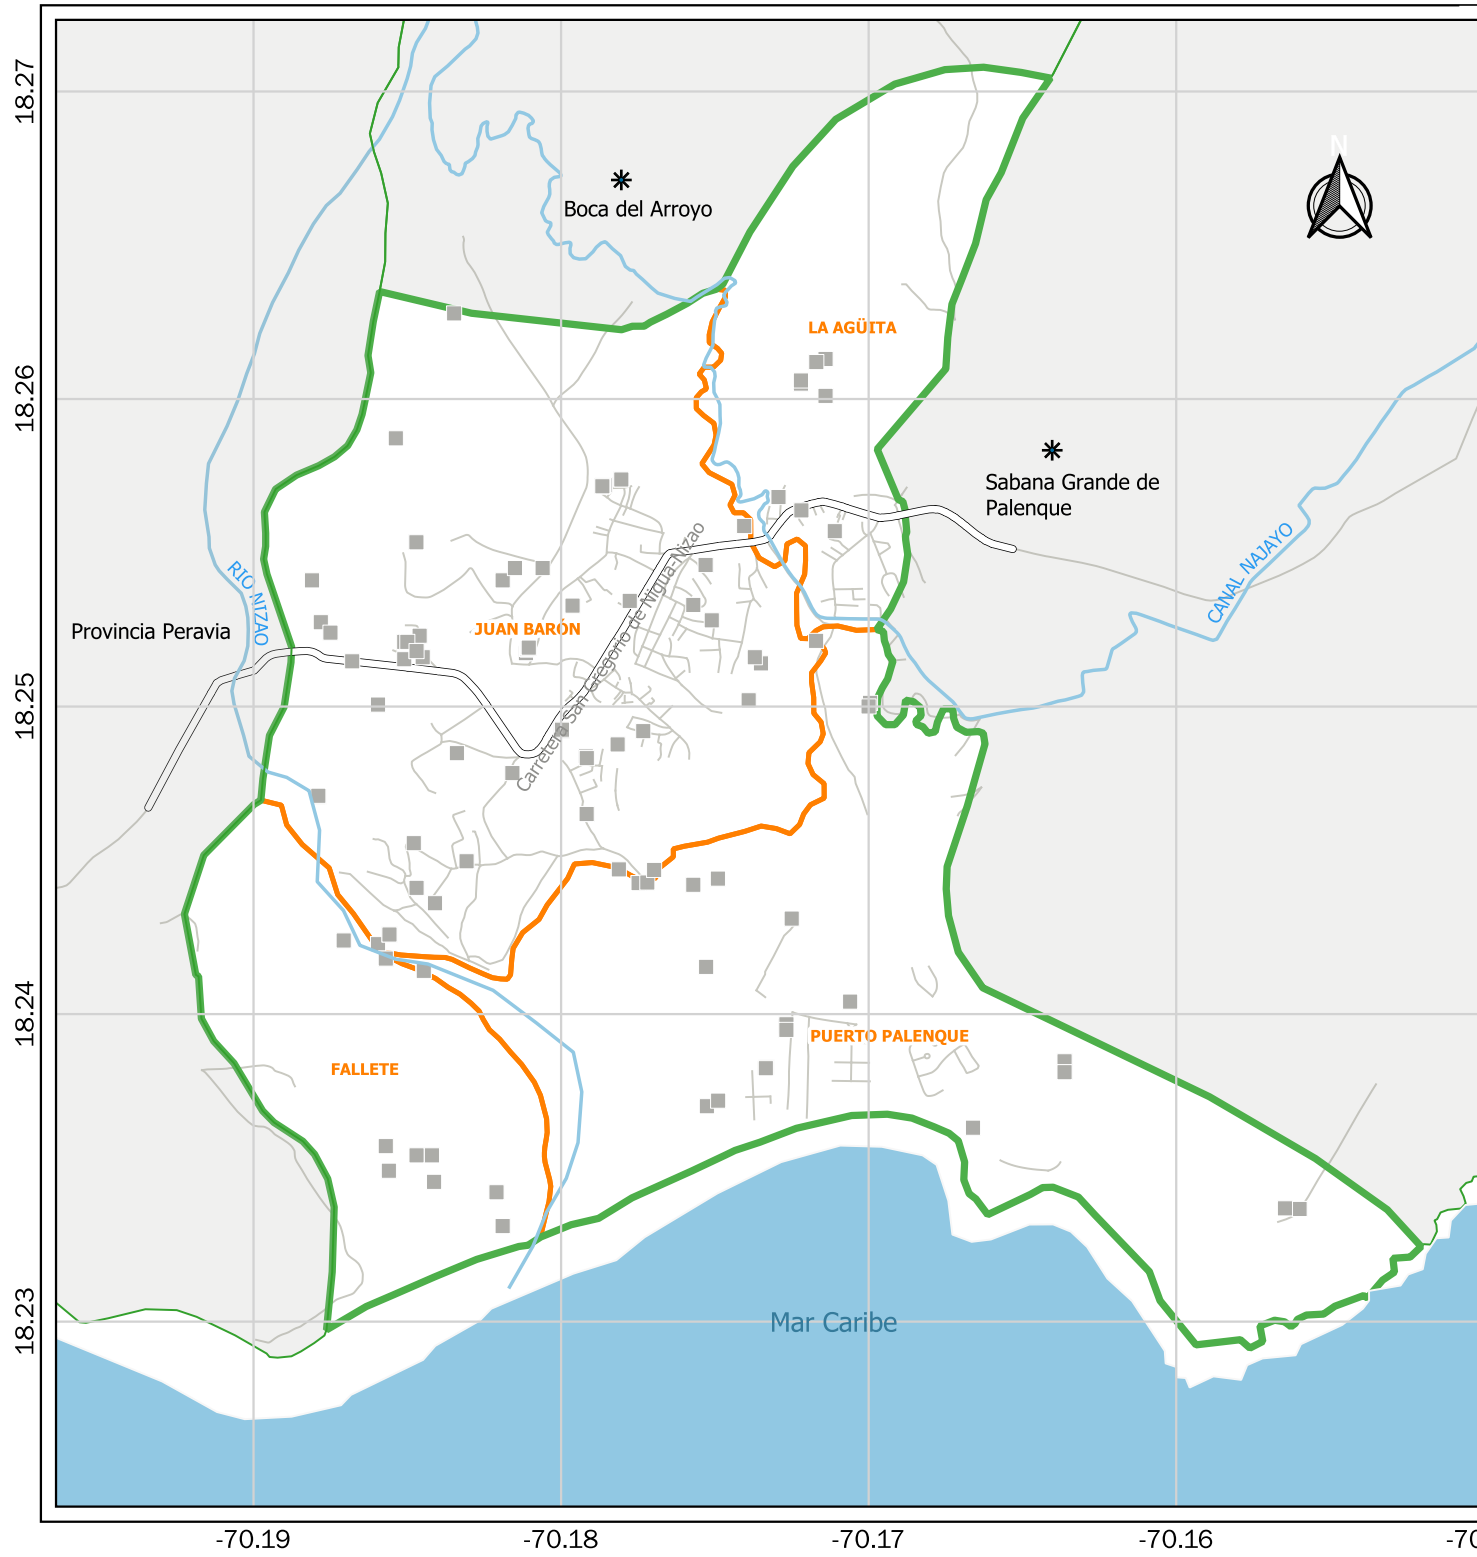 18.27
N
Boca del Arroyo
LA AGÜITA
18.26
Sabana Grande de
Palenque
CANAL NAJAYO
RIO NIZAO
Provincia Peravia
JUAN BARÓN
Carretera San Gregorio de Nigua-Nizao
18.25
18.24
PUERTO PALENQUE
FALLETE
18.23
Mar Caribe
-70.19
-70.18
-70.17
-70.16